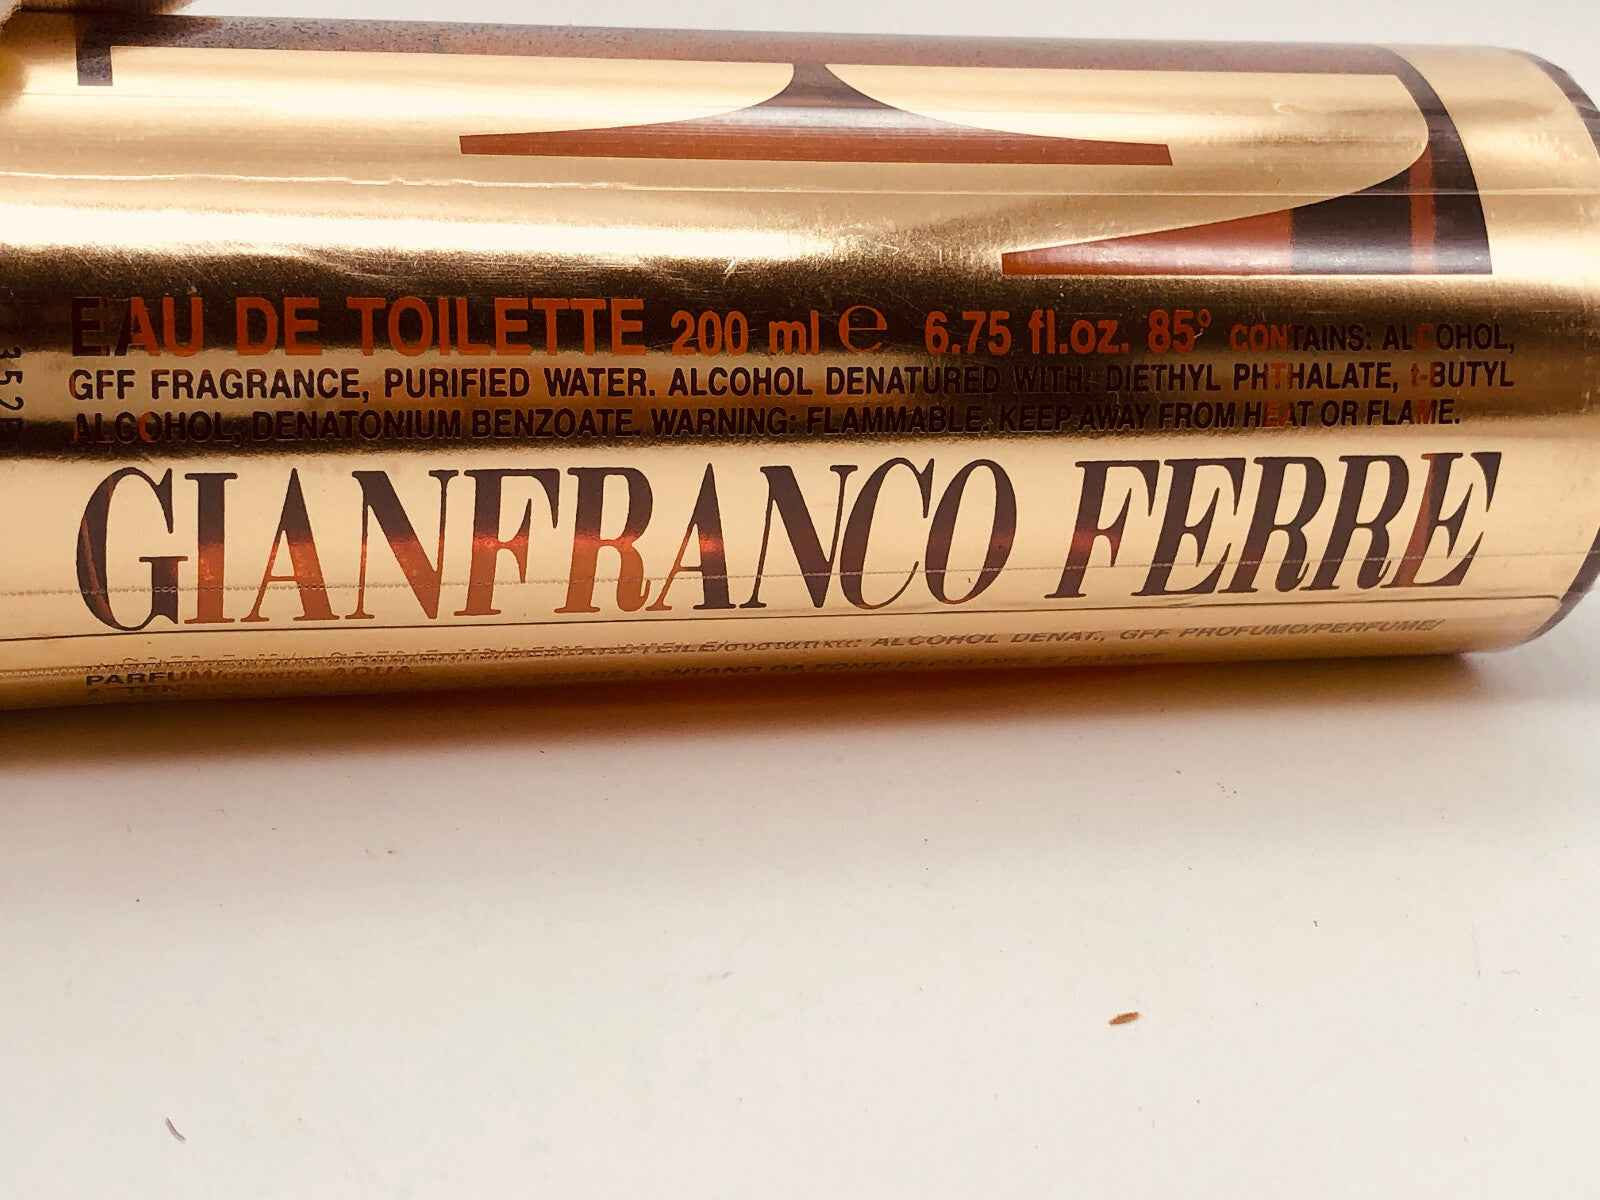 F
EAU DE TOILETTE 200 ml ℮ 6.75 fl.oz. 85° CONTAINS: ALCOHOL,
GFF FRAGRANCE, PURIFIED WATER. ALCOHOL DENATURED WITH: DIETHYL PHTHALATE, t-BUTYL
ALCOHOL, DENATONIUM BENZOATE. WARNING: FLAMMABLE. KEEP AWAY FROM HEAT OR FLAME.
GIANFRANCO FERRE
ALCOHOL DENAT., GFF PROFUMO/PERFUME/
PARFUM AQUA